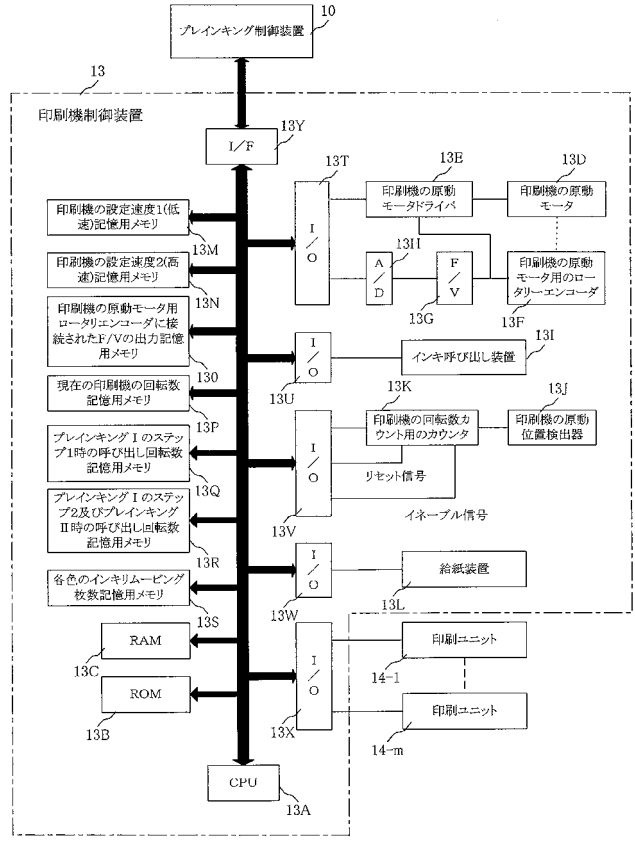 10
プレインキング制御装置
13
印刷機制御装置
13Y
I/F
印刷機の設定速度1(低
速)記憶用メモリ
13M
印刷機の設定速度2(高
速)記憶用メモリ
13N
印刷機の原動モータ用
ロータリエンコーダに接
続されたF/Vの出力記憶
用メモリ
130
現在の印刷機の回転数
記憶用メモリ
13P
プレインキングⅠのステッ
プ1時の呼び出し回転数
記憶用メモリ
13Q
プレインキングⅠのステッ
プ2及びプレインキング
Ⅱ時の呼び出し回転数
記憶用メモリ
13R
各色のインキリムービング
枚数記憶用メモリ
13S
RAM
13C
ROM
13B
CPU
13A
13T
I
/
O
13E
印刷機の原動
モータドライバ
13D
印刷機の原動
モータ
A
/
D
13H
F
/
V
13G
印刷機の原動
モータ用のロー
タリーエンコーダ
13F
I
/
O
13U
インキ呼び出し装置
13I
I
/
O
13V
13K
印刷機の回転数カ
ウント用のカウンタ
13J
印刷機の原動
位置検出器
リセット信号
イネーブル信号
I
/
O
13W
給紙装置
13L
I
/
O
13X
印刷ユニット
14-1
印刷ユニット
14-m